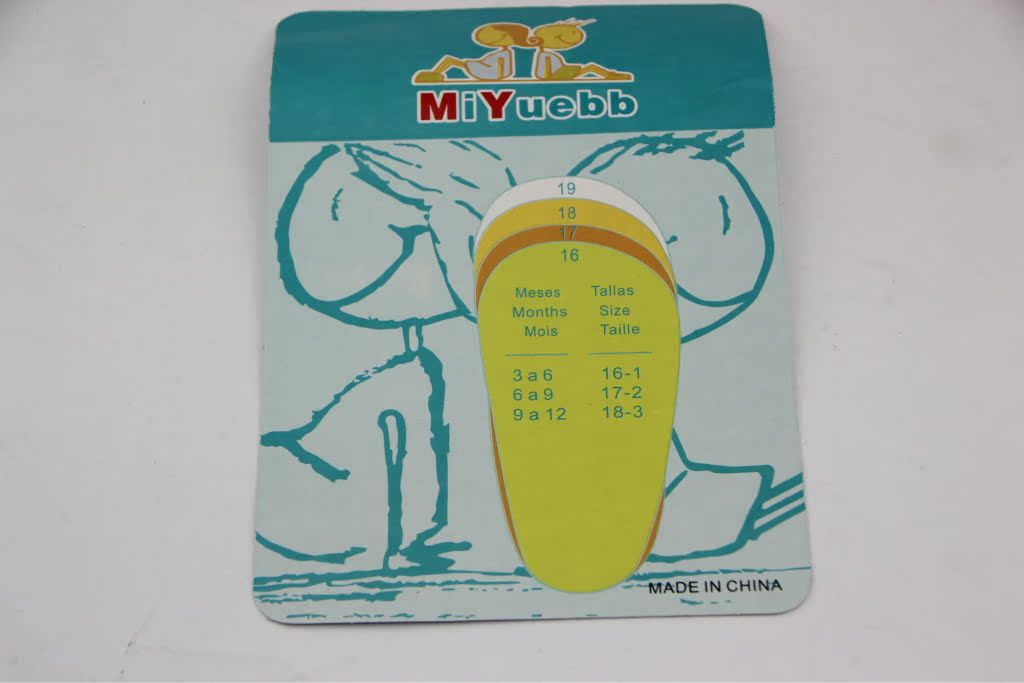 MiYuebb
19
18
17
16
Meses Tallas
Months Size
Mois Taille
3 a 6 16-1
6 a 9 17-2
9 a 12 18-3
MADE IN CHINA